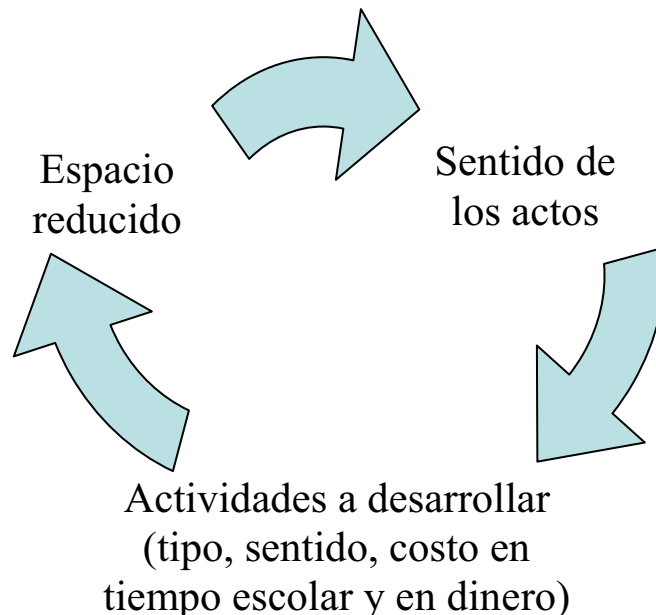 Espacio
reducido
Sentido de
los actos
Actividades a desarrollar
(tipo, sentido, costo en
tiempo escolar y en dinero)